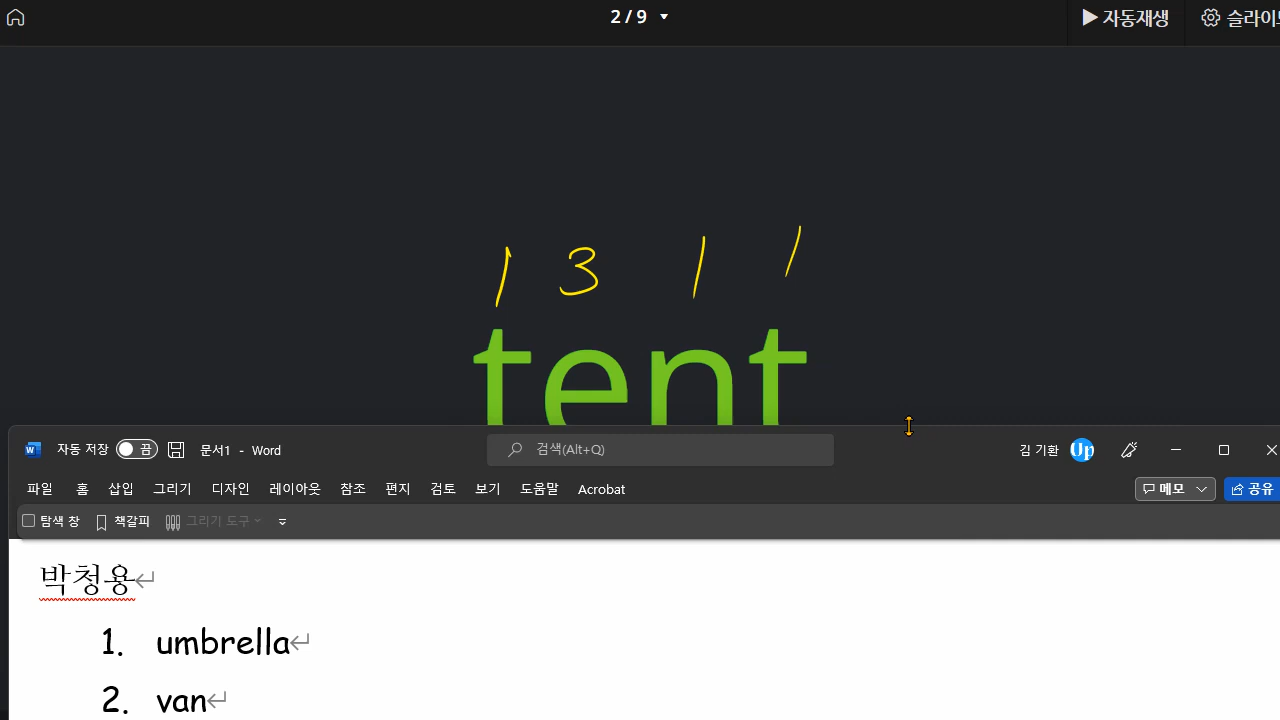 2 / 9
▶ 자동재생
슬라이드
1 3 1 1
tent
자동 저장 끔 문서1 - Word
검색(Alt+Q)
김 기환 Up
파일 홈 삽입 그리기 디자인 레이아웃 참조 편지 검토 보기 도움말 Acrobat
메모 공유
탐색 창 책갈피 그리기 도구
박청용
1. umbrella
2. van